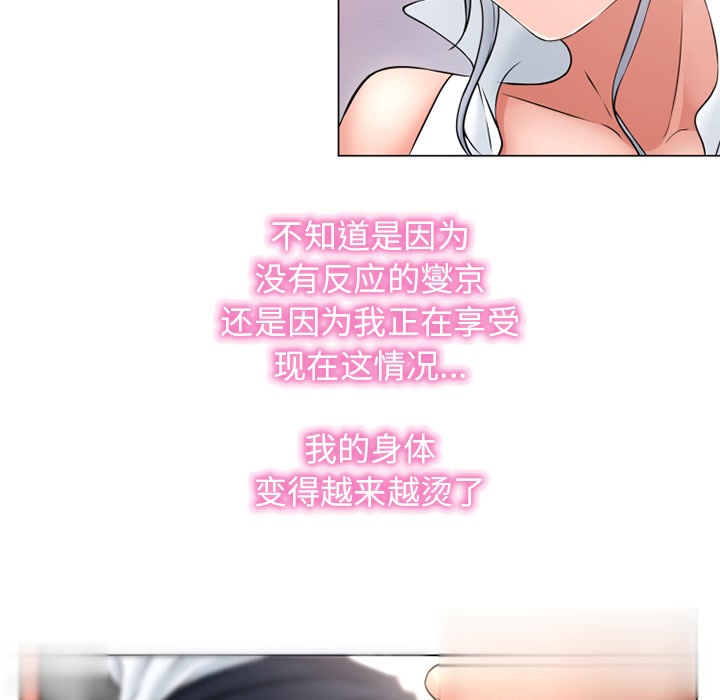 不知道是因为
没有反应的燮京
还是因为我正在享受
现在这情况...
我的身体
变得越来越烫了